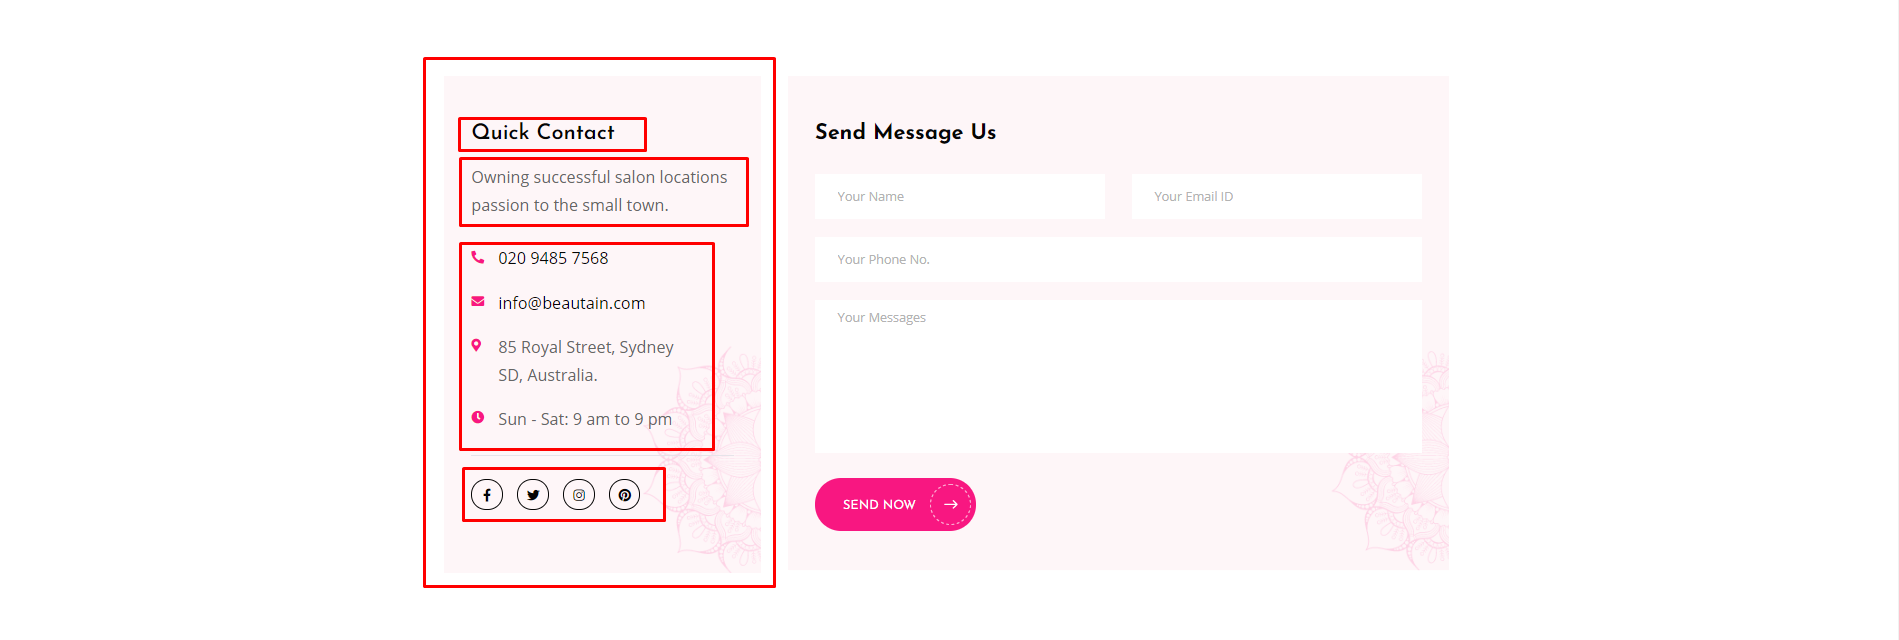 Quick Contact
Owning successful salon locations
passion to the small town.
020 9485 7568
info@beautain.com
85 Royal Street, Sydney
SD, Australia.
Sun - Sat: 9 am to 9 pm
Send Message Us
Your Name
Your Email ID
Your Phone No.
Your Messages
SEND NOW